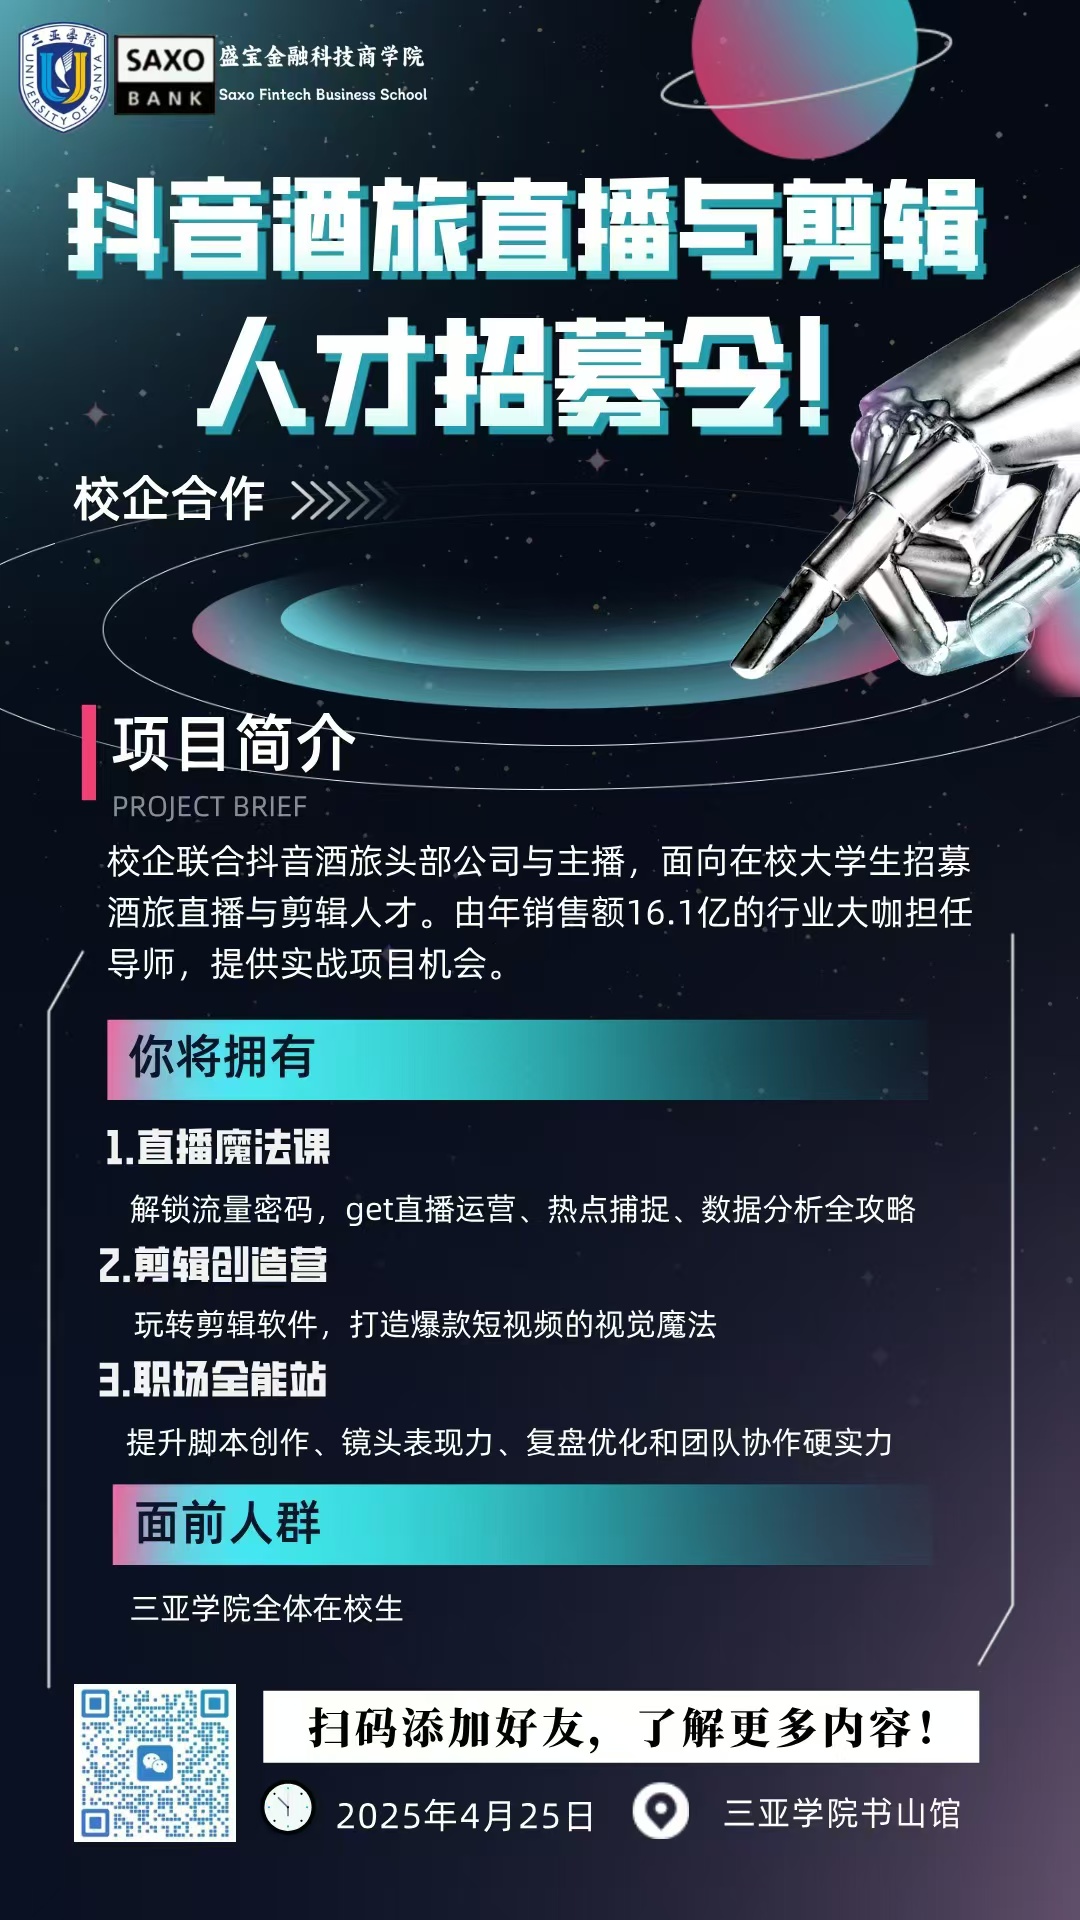 三亚学院
UNIVERSITY OF SANYA
SAXO
BANK
盛宝金融科技商学院
Saxo Fintech Business School
抖音酒旅直播与剪辑
人才招募令！
校企合作
项目简介
PROJECT BRIEF
校企联合抖音酒旅头部公司与主播，面向在校大学生招募
酒旅直播与剪辑人才。由年销售额16.1亿的行业大咖担任
导师，提供实战项目机会。
你将拥有
1.直播魔法课
解锁流量密码，get直播运营、热点捕捉、数据分析全攻略
2.剪辑创造营
玩转剪辑软件，打造爆款短视频的视觉魔法
3.职场全能站
提升脚本创作、镜头表现力、复盘优化和团队协作硬实力
面前人群
三亚学院全体在校生
扫码添加好友，了解更多内容！
2025年4月25日
三亚学院书山馆